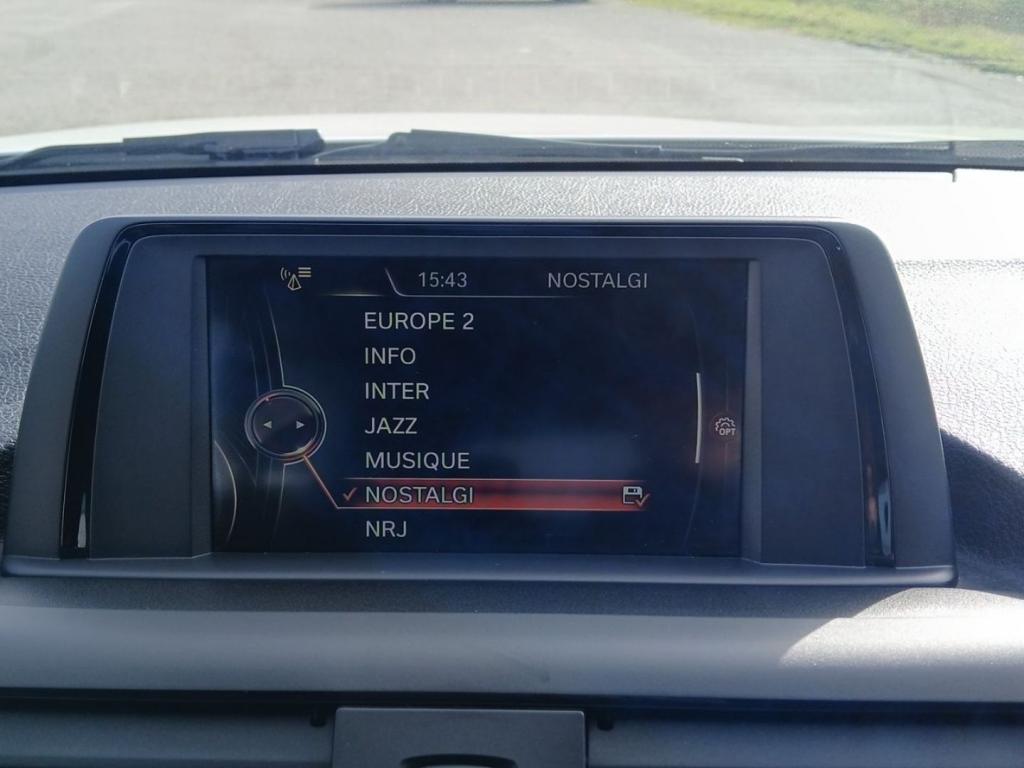 15:43 NOSTALGI
EUROPE 2
INFO
INTER
JAZZ
MUSIQUE
NOSTALGI
NRJ
OPT